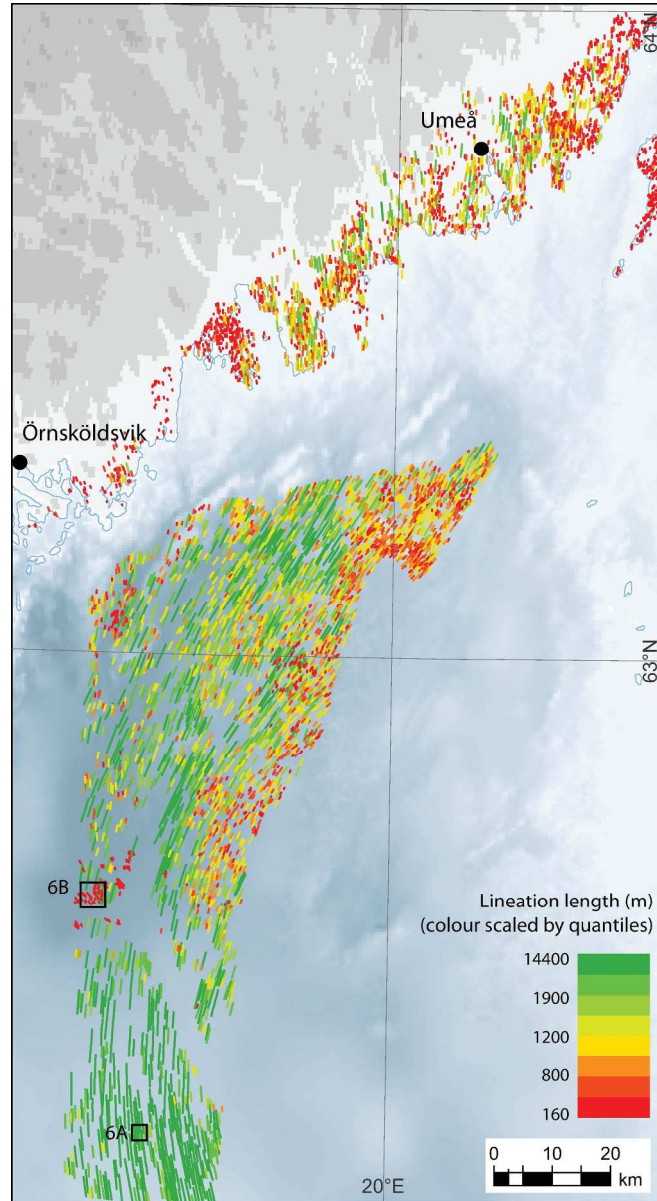 64°N
Umeå
Örnsköldsvik
63°N
6B
Lineation length (m)
(colour scaled by quantiles)
14400
1900
1200
800
160
6A
0 10 20
km
20°E